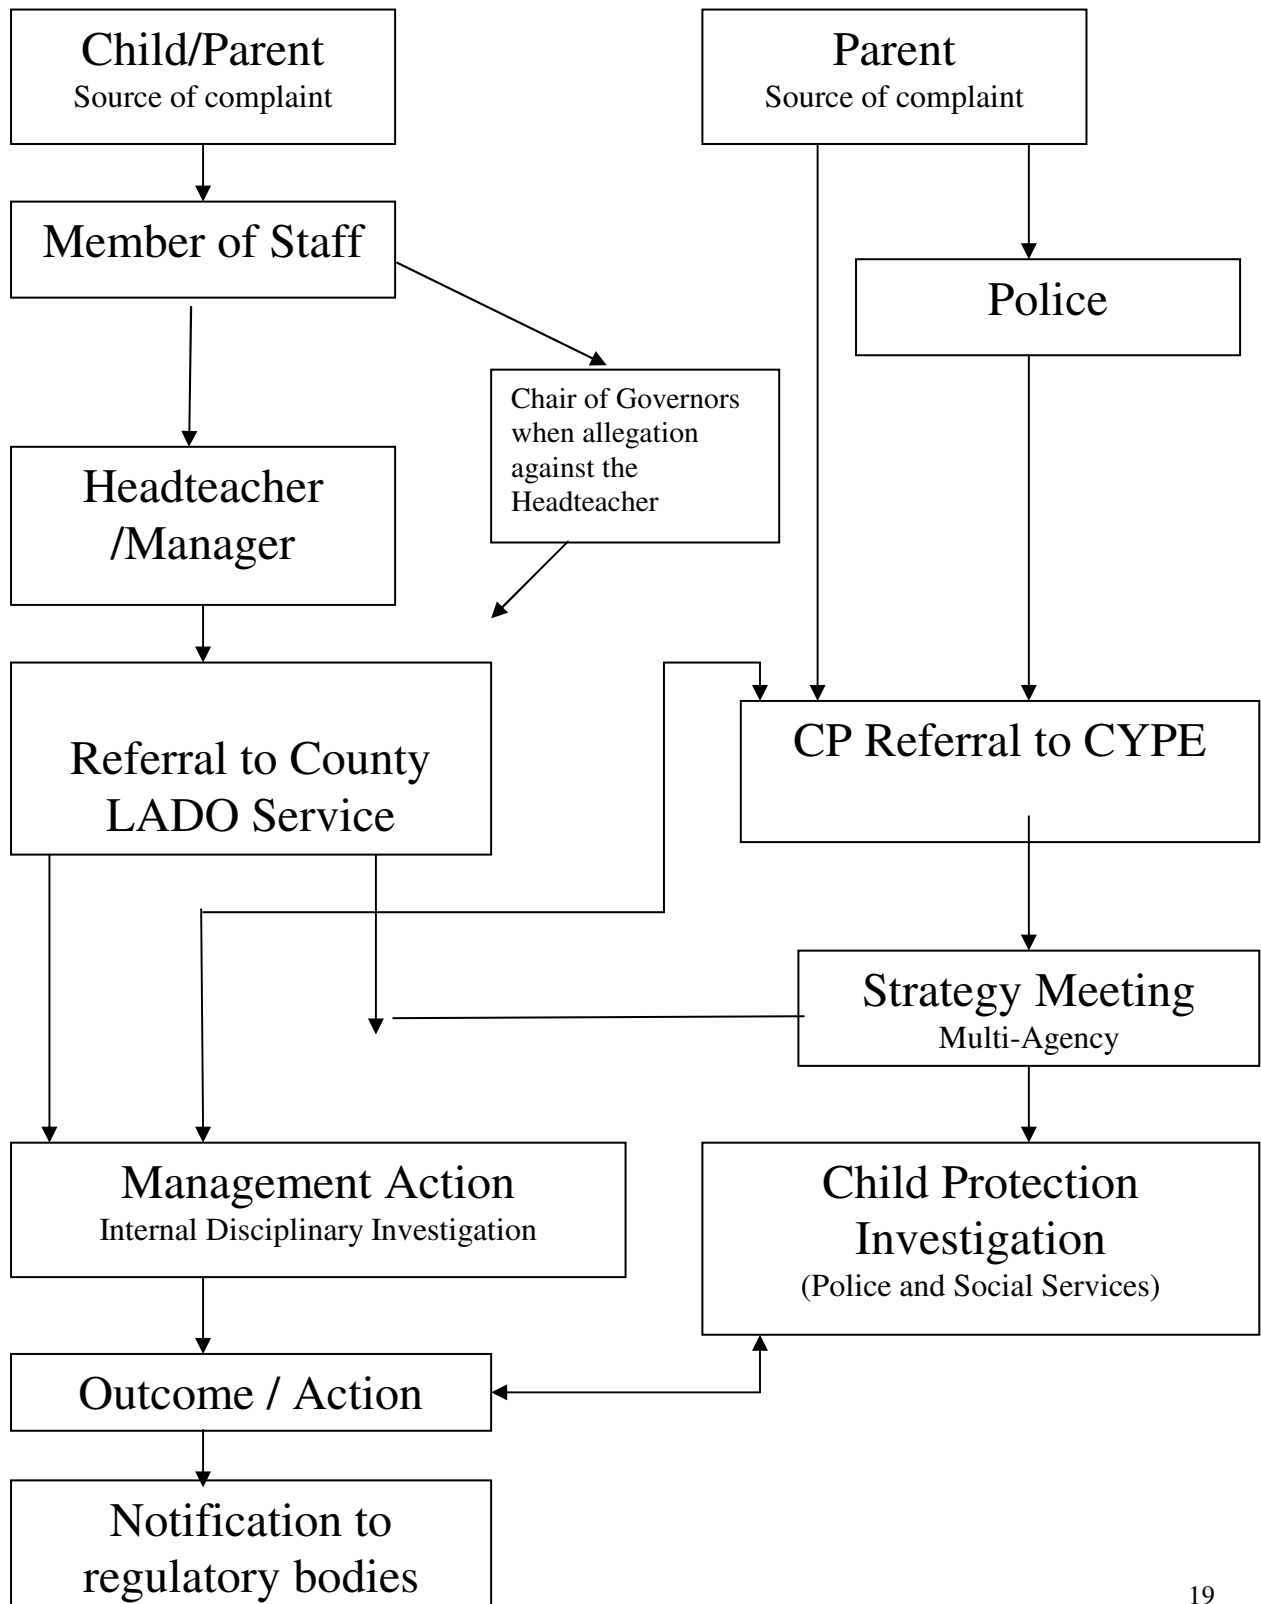 Child/Parent
Source of complaint
Parent
Source of complaint
Member of Staff
Police
Chair of Governors
when allegation
against the
Headteacher
Headteacher
/Manager
Referral to County
LADO Service
CP Referral to CYPE
Strategy Meeting
Multi-Agency
Management Action
Internal Disciplinary Investigation
Child Protection
Investigation
(Police and Social Services)
Outcome / Action
Notification to
regulatory bodies
19